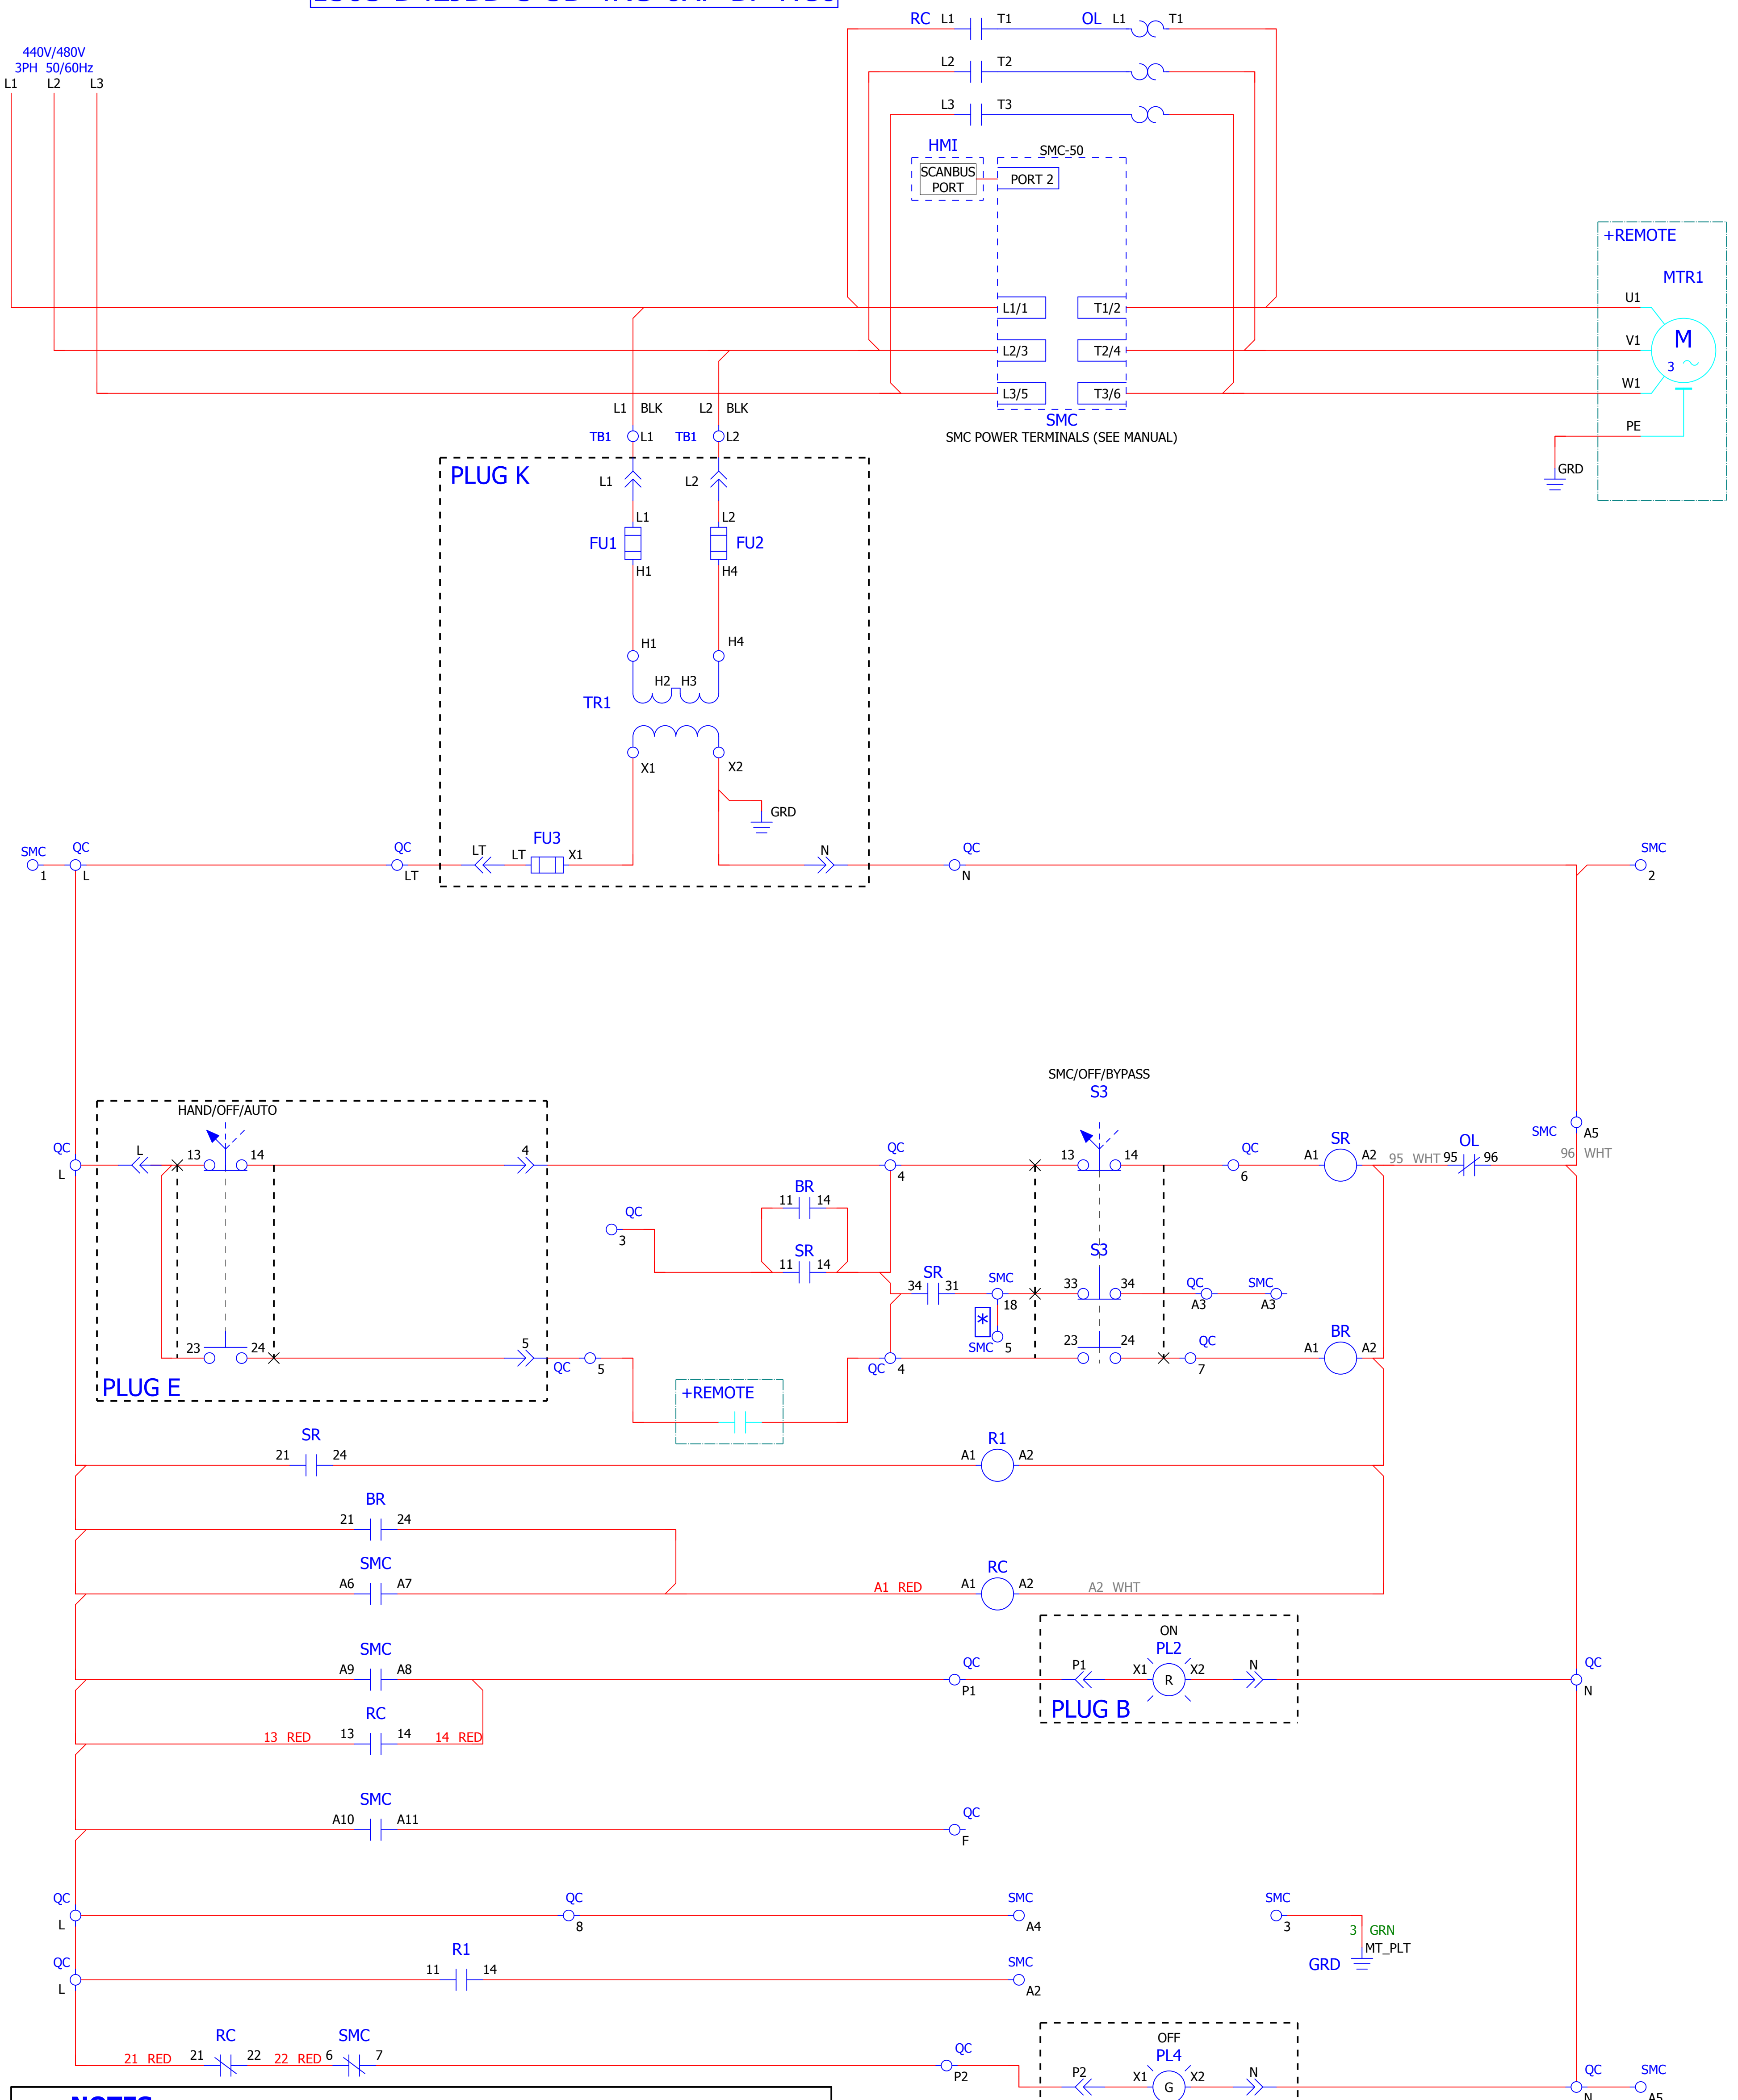 RC L1 T1 OL L1 T1
440V/480V
3PH 50/60Hz
L1 L2 L3
L2 T2
L3 T3
HMI
SMC-50
SCANBUS
PORT
PORT 2
+REMOTE
MTR1
L1/1 T1/2 U1
L2/3 T2/4 V1
M
3
L3/5 T3/6 W1
L1 BLK L2 BLK
SMC
PE
TB1 L1 TB1 L2
SMC POWER TERMINALS (SEE MANUAL)
GRD
PLUG K
L1 L2
L1 L2
FU1 FU2
H1 H4
H1 H4
H2 H3
TR1
X1 X2
GRD
SMC QC QC FU3 QC SMC
LT LT X1 N
1 L LT N 2
SMC/OFF/BYPASS
S3
HAND/OFF/AUTO
SMC A5
QC L 13 14 4 QC 13 14 QC SR OL
A1 A2 95 WHT 95 96 96 WHT
L 4 6
BR
11 14
QC
3
SR
11 14
S3
SR
34 31 SMC 33 34 QC SMC
18 A3 A3
*
SMC 5
BR
23 24 5 QC 5 QC 4 23 24 QC 7 A1 A2
PLUG E
+REMOTE
SR R1
21 24 A1 A2
BR
21 24
SMC RC
A6 A7 A1 RED A1 A2 A2 WHT
ON
SMC QC PL2 QC
A9 A8 P1 X1 X2 N
R
P1 N
PLUG B
RC
13 RED 13 14 14 RED
SMC QC
A10 A11
F
QC QC SMC SMC
L 8 A4 3
3 GRN
MT_PLT
GRD
QC R1 SMC
11 14
L A2
OFF
RC SMC QC PL4
21 RED 21 22 22 RED 6 7 P2
P2 X1 X2 N QC SMC
G